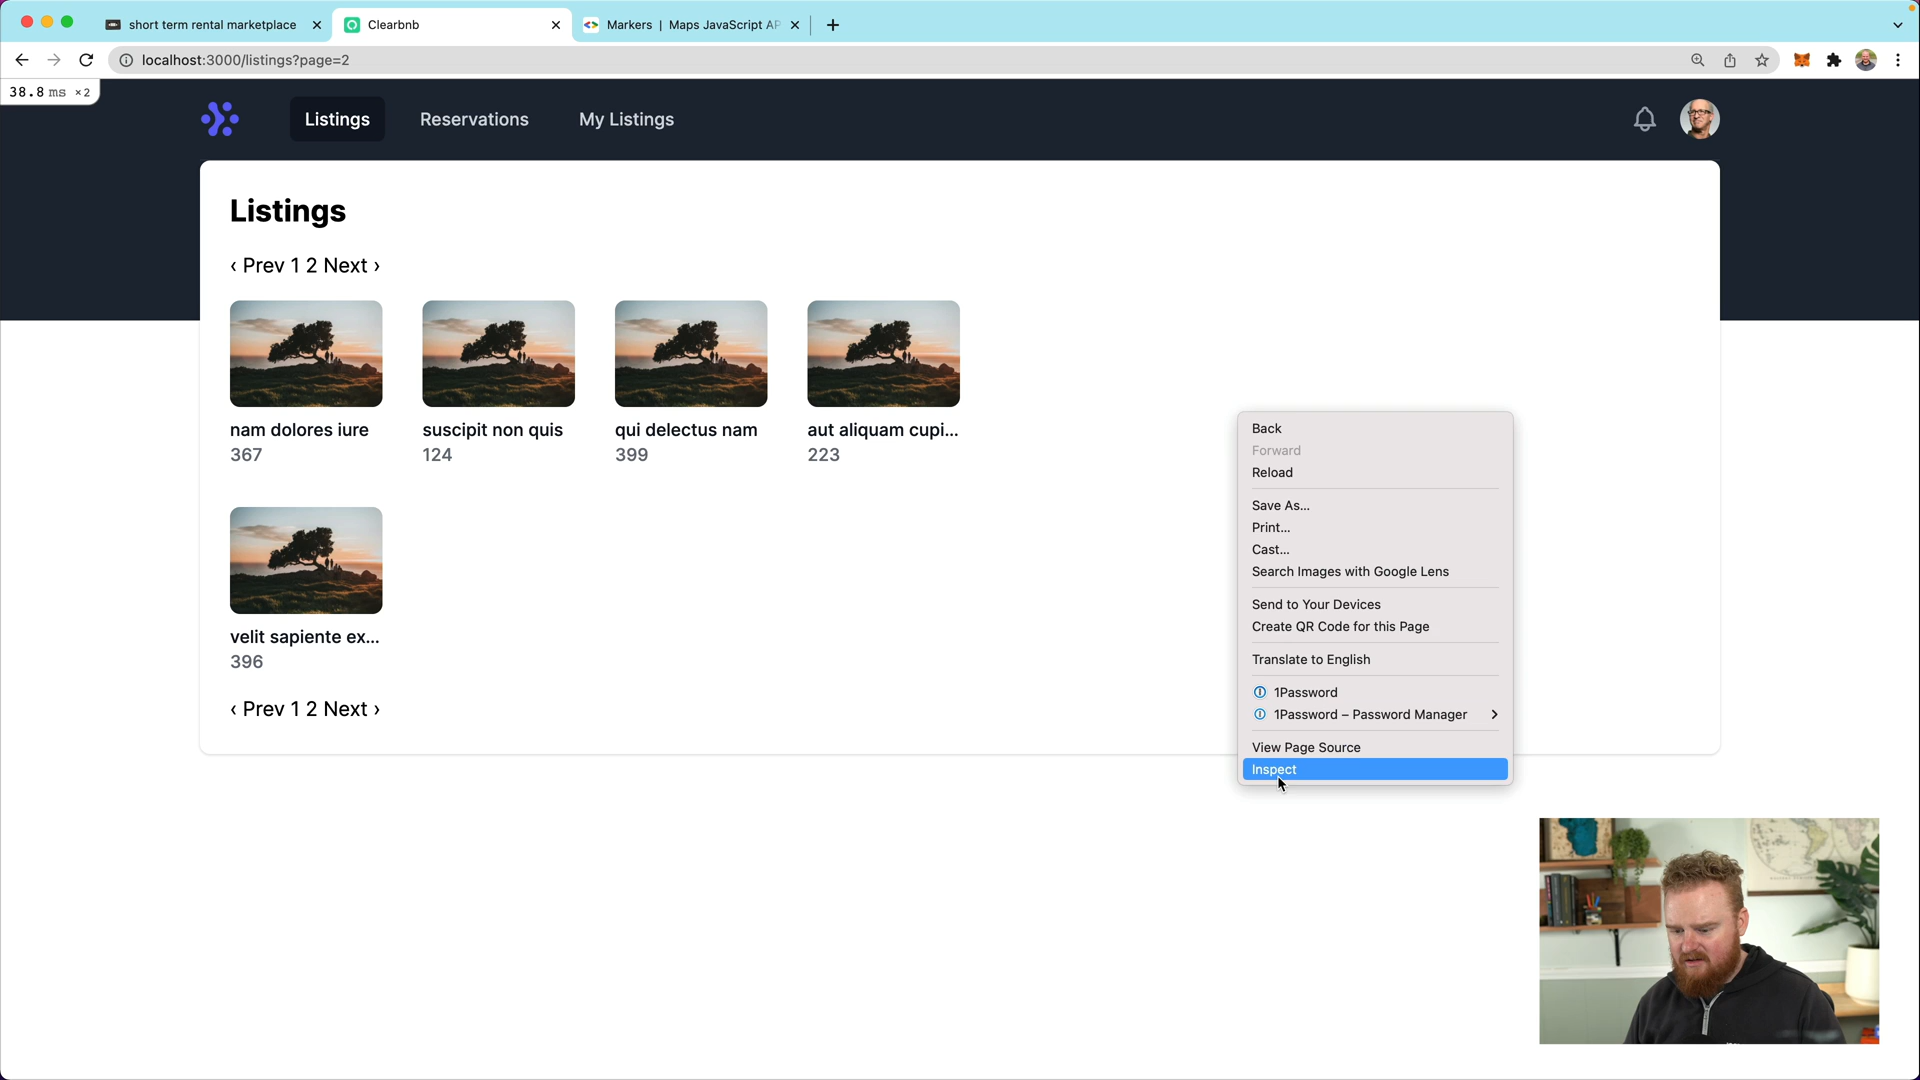 short term rental marketplace
Clearbnb
Markers | Maps JavaScript AP
localhost:3000/listings?page=2
38.8 ms ×2
Listings
Reservations
My Listings
Listings
‹ Prev 1 2 Next ›
nam dolores iure
367
suscipit non quis
124
qui delectus nam
399
aut aliquam cupi...
223
velit sapiente ex...
396
‹ Prev 1 2 Next ›
Back
Forward
Reload
Save As...
Print...
Cast...
Search Images with Google Lens
Send to Your Devices
Create QR Code for this Page
Translate to English
1Password
1Password – Password Manager
View Page Source
Inspect